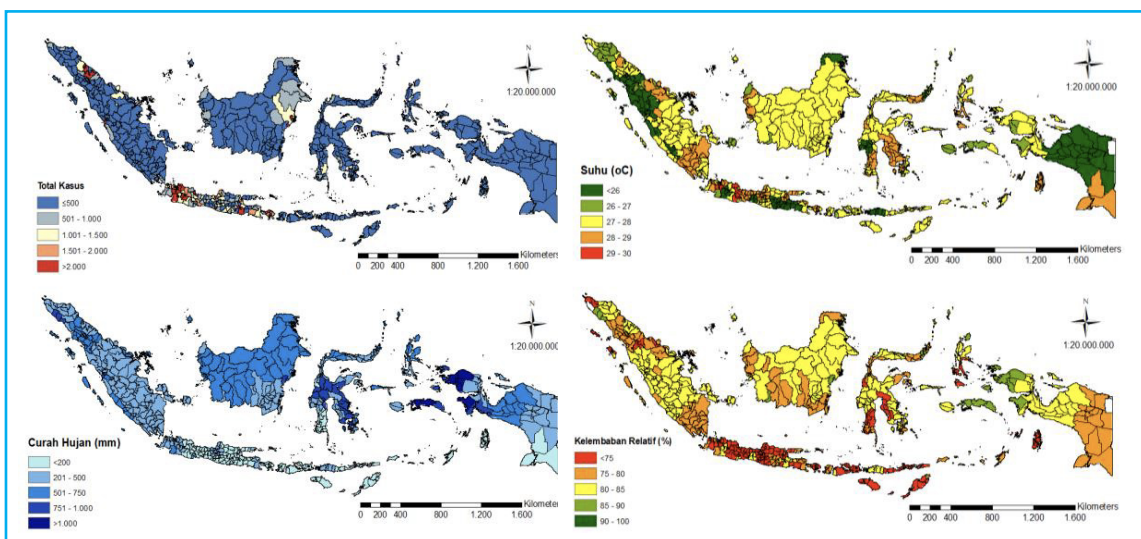 N
1:20.000.000
Total Kasus
≤500
501 - 1.000
1.001 - 1.500
1.501 - 2.000
>2.000
Kilometers
0 200 400 800 1.200 1.600
N
1:20.000.000
Suhu (oC)
<26
26 - 27
27 - 28
28 - 29
29 - 30
Kilometers
0 200 400 800 1.200 1.600
N
1:20.000.000
Curah Hujan (mm)
<200
201 - 500
501 - 750
751 - 1.000
>1.000
Kilometers
0 200 400 800 1.200 1.600
N
1:20.000.000
Kelembaban Relatif (%)
<75
75 - 80
80 - 85
85 - 90
90 - 100
Kilometers
0 200 400 800 1.200 1.600